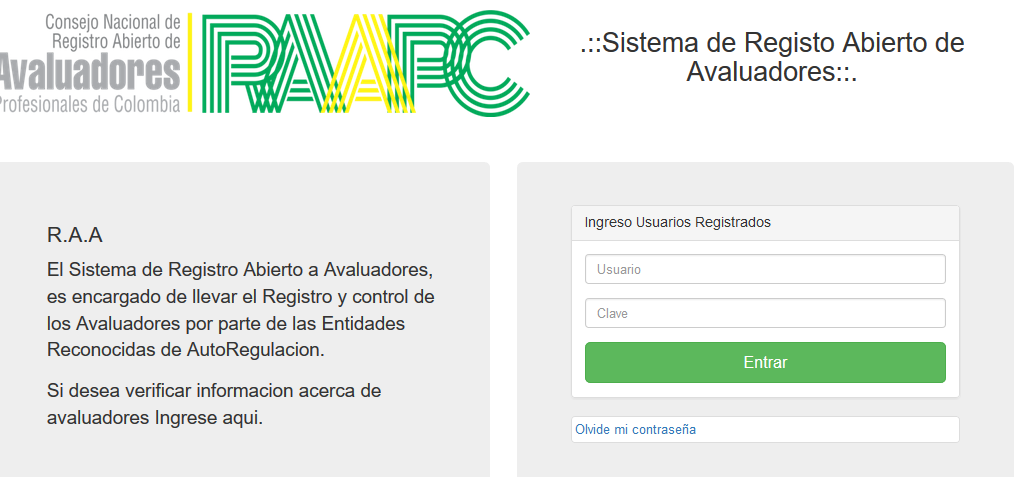 Consejo Nacional de
Registro Abierto de
Avaluadores
Profesionales de Colombia
RAAPC
.::Sistema de Registo Abierto de
Avaluadores::.
R.A.A
El Sistema de Registro Abierto a Avaluadores,
es encargado de llevar el Registro y control de
los Avaluadores por parte de las Entidades
Reconocidas de AutoRegulacion.
Si desea verificar informacion acerca de
avaluadores Ingrese aqui.
Ingreso Usuarios Registrados
Usuario
Clave
Entrar
Olvide mi contraseña